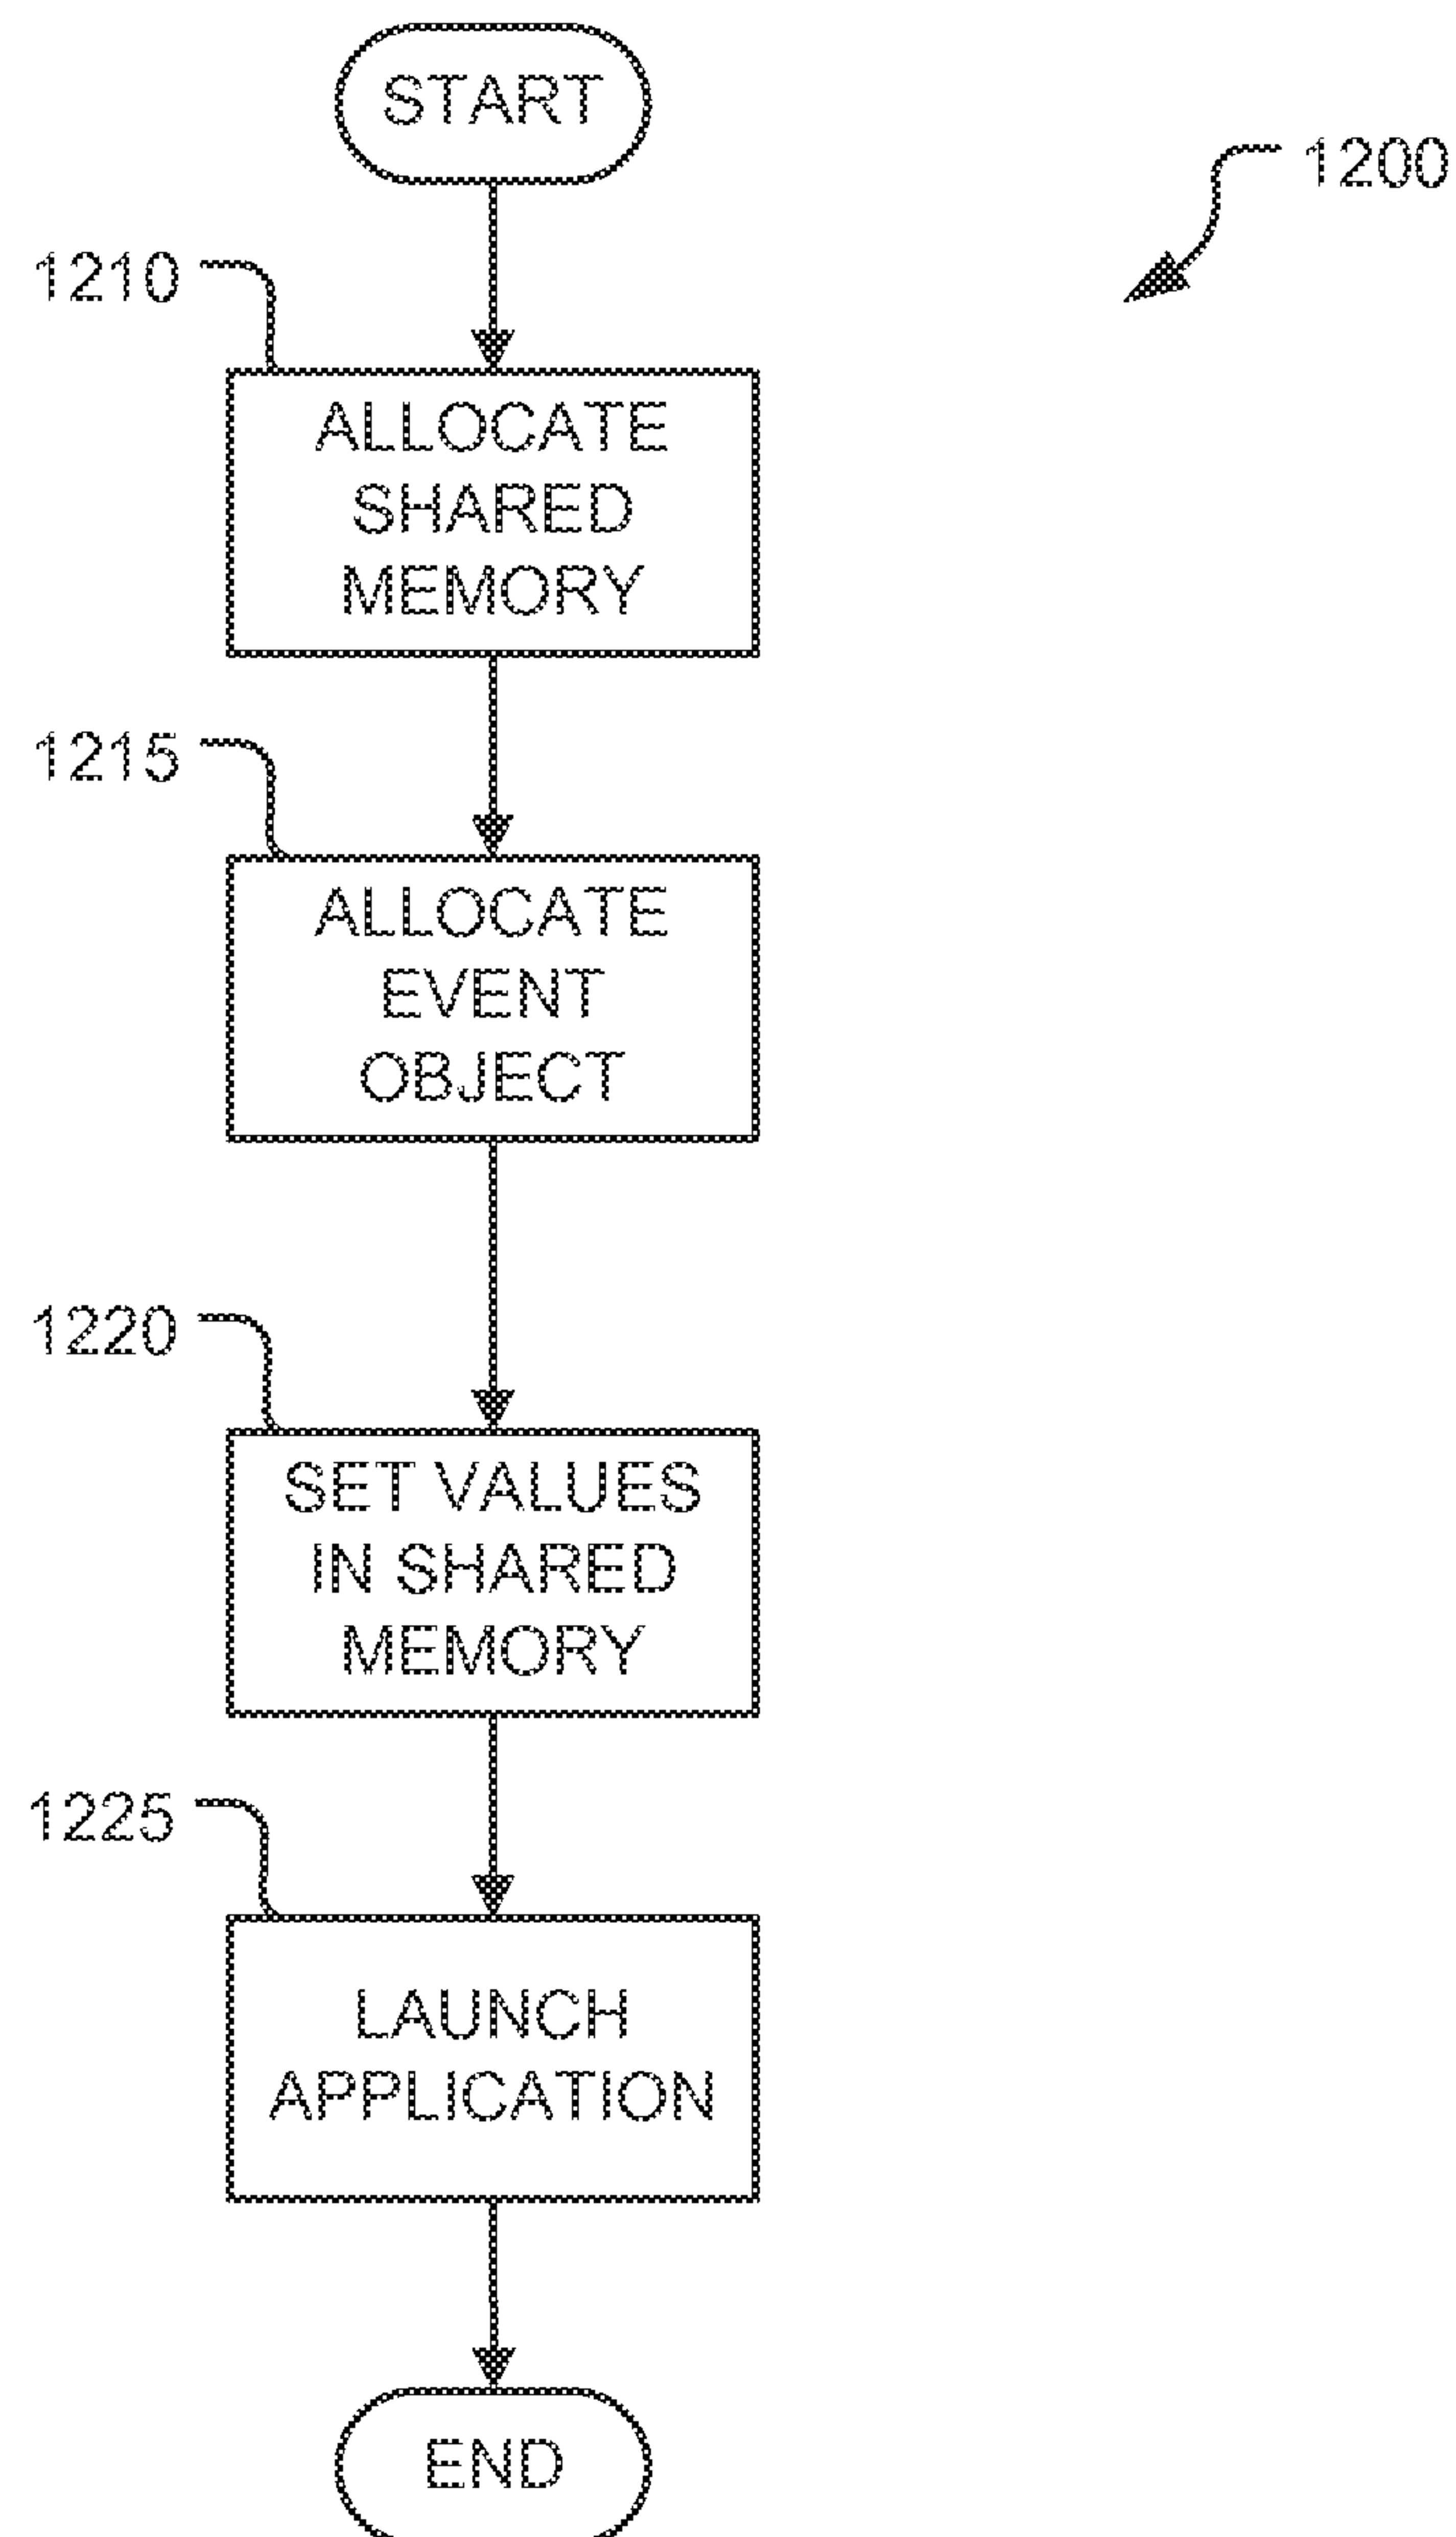 START
1200
1210
ALLOCATE
SHARED
MEMORY
1215
ALLOCATE
EVENT
OBJECT
1220
SET VALUES
IN SHARED
MEMORY
1225
LAUNCH
APPLICATION
END